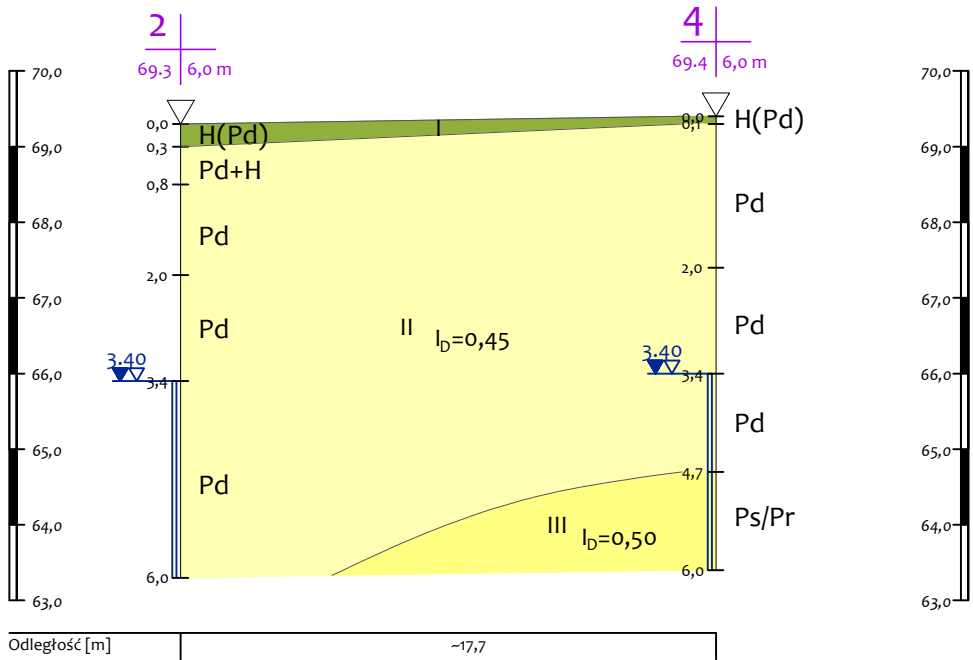 2
4
69.3 6,0 m
69.4 6,0 m
70,0
70,0
0,0
0,0
H(Pd)
0,1
H(Pd)
69,0
0,3
69,0
Pd+H
0,8
Pd
68,0
68,0
Pd
2,0
2,0
67,0
67,0
Pd
II
I_D=0,45
Pd
3.40
3.40
66,0
3,4
3,4
66,0
Pd
65,0
65,0
4,7
Pd
Ps/Pr
64,0
III
I_D=0,50
64,0
6,0
6,0
63,0
63,0
Odległość [m]
~17,7
I